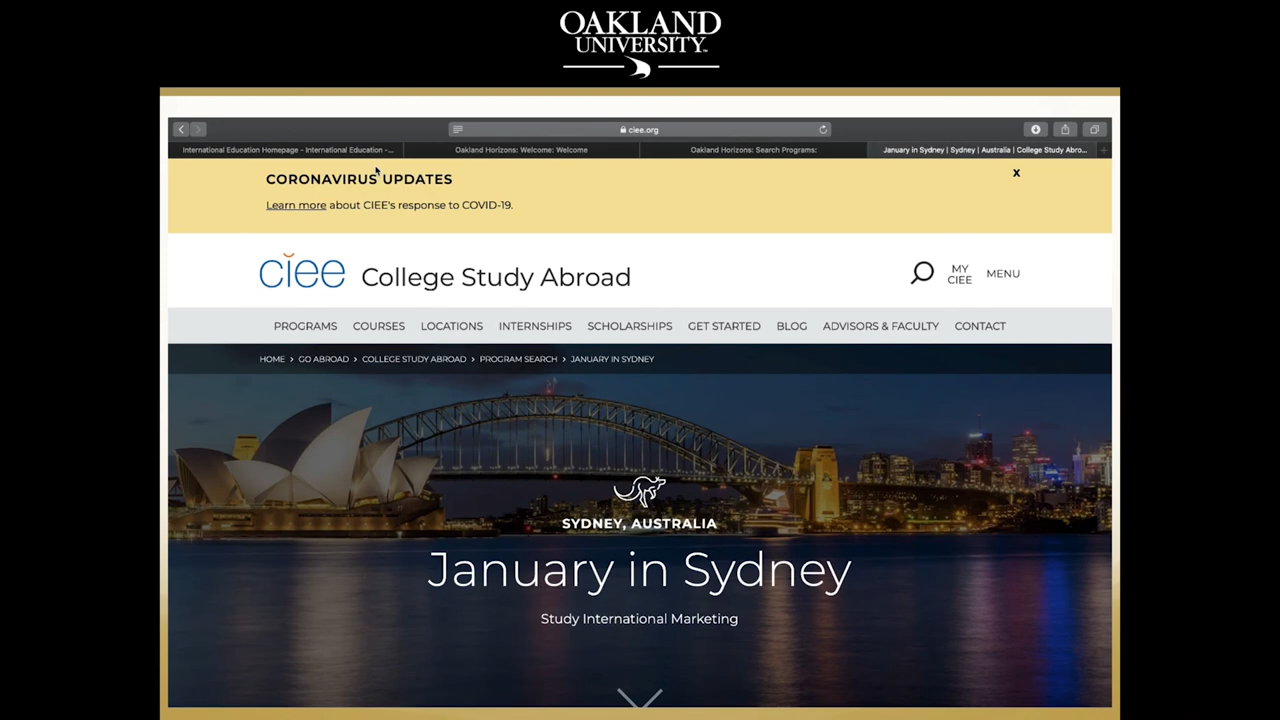 OAKLAND
UNIVERSITY™
ciee.org
International Education Homepage - International Education -...
Oakland Horizons: Welcome: Welcome
Oakland Horizons: Search Programs:
January in Sydney | Sydney | Australia | College Study Abro...
CORONAVIRUS UPDATES
x
Learn more about CIEE's response to COVID-19.
ciee College Study Abroad
MY
CIEE
MENU
PROGRAMS COURSES LOCATIONS INTERNSHIPS SCHOLARSHIPS GET STARTED BLOG ADVISORS & FACULTY CONTACT
HOME > GO ABROAD > COLLEGE STUDY ABROAD > PROGRAM SEARCH > JANUARY IN SYDNEY
SYDNEY, AUSTRALIA
January in Sydney
Study International Marketing